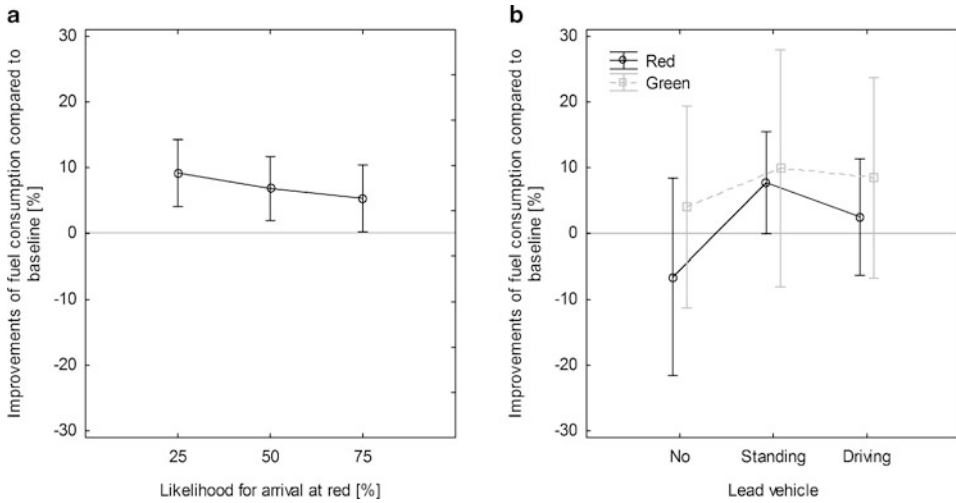 a
Improvements of fuel consumption compared to
baseline [%]
30
20
10
0
-10
-20
-30
25 50 75
Likelihood for arrival at red [%]
b
Improvements of fuel consumption compared to
baseline [%]
30
20
10
0
-10
-20
-30
Red
Green
No Standing Driving
Lead vehicle